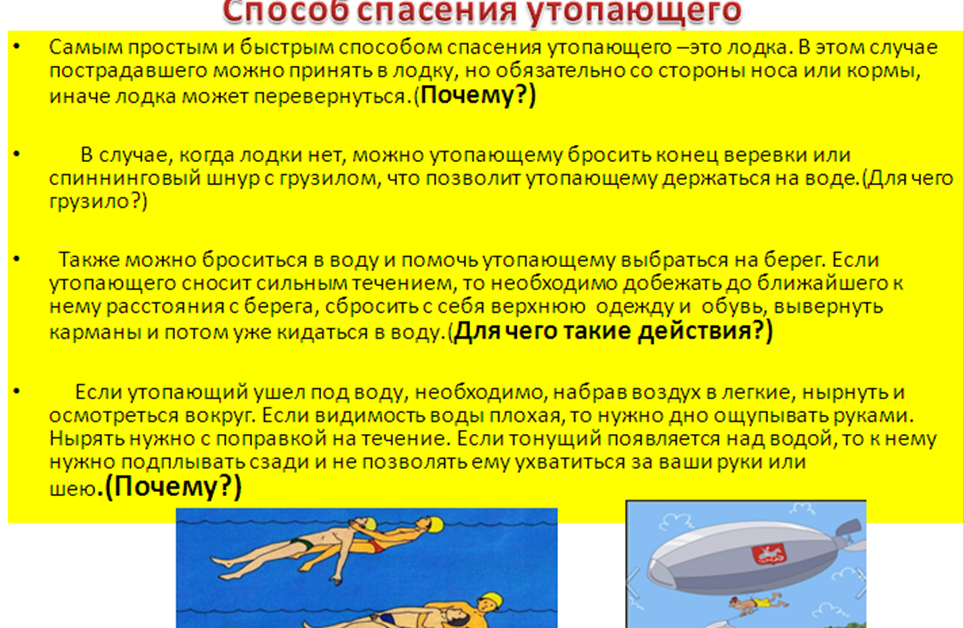 Способ спасения утопающего
• Самым простым и быстрым способом спасения утопающего –это лодка. В этом случае
пострадавшего можно принять в лодку, но обязательно со стороны носа или кормы,
иначе лодка может перевернуться.(Почему?)
• В случае, когда лодки нет, можно утопающему бросить конец веревки или
спиннинговый шнур с грузилом, что позволит утопающему держаться на воде.(Для чего
грузило?)
• Также можно броситься в воду и помочь утопающему выбраться на берег. Если
утопающего сносит сильным течением, то необходимо добежать до ближайшего к
нему расстояния с берега, сбросить с себя верхнюю одежду и обувь, вывернуть
карманы и потом уже кидаться в воду.(Для чего такие действия?)
• Если утопающий ушел под воду, необходимо, набрав воздух в легкие, нырнуть и
осмотреться вокруг. Если видимость воды плохая, то нужно дно ощупывать руками.
Нырять нужно с поправкой на течение. Если тонущий появляется над водой, то к нему
нужно подплывать сзади и не позволять ему ухватиться за ваши руки или
шею.(Почему?)